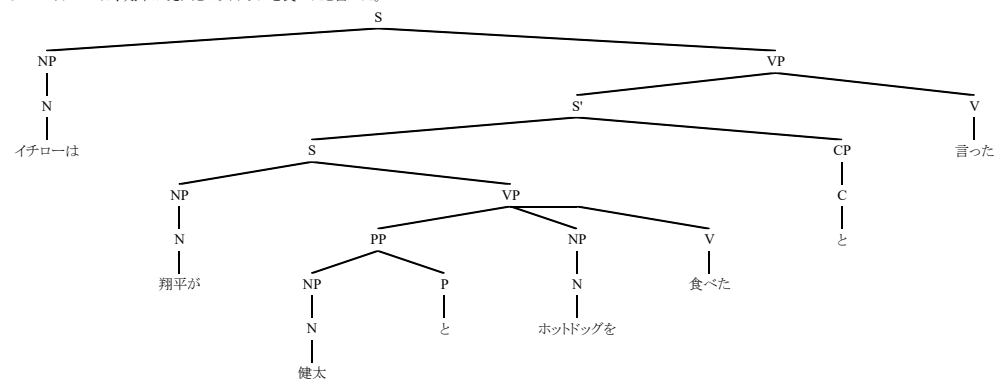 S
NP VP
N S' V
イチローは S CP 言った
NP VP C
N PP NP V と
翔平が NP P N 食べた
N と ホットドッグを
健太